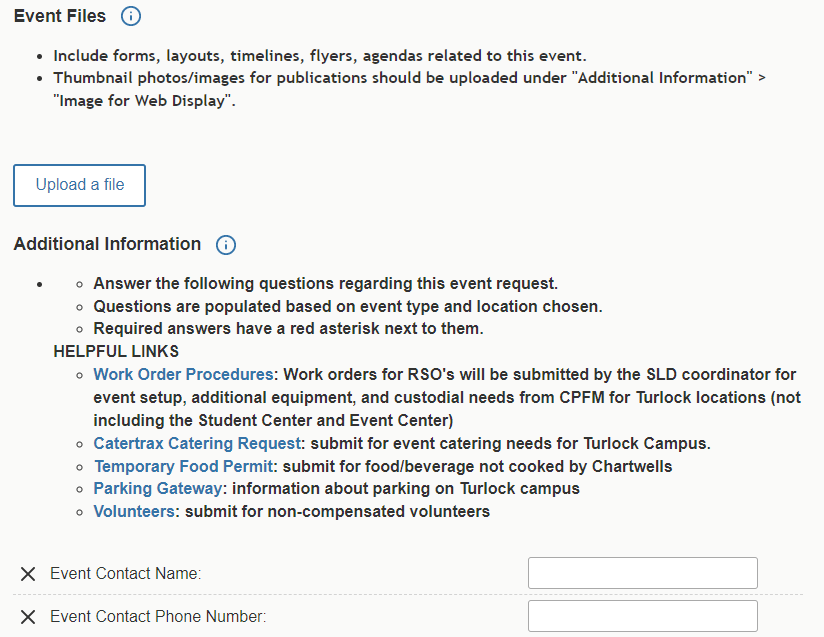 Event Files
Include forms, layouts, timelines, flyers, agendas related to this event.
Thumbnail photos/images for publications should be uploaded under "Additional Information" >
"Image for Web Display".
Upload a file
Additional Information
Answer the following questions regarding this event request.
Questions are populated based on event type and location chosen.
Required answers have a red asterisk next to them.
HELPFUL LINKS
Work Order Procedures: Work orders for RSO's will be submitted by the SLD coordinator for
event setup, additional equipment, and custodial needs from CPFM for Turlock locations (not
including the Student Center and Event Center)
Catertrax Catering Request: submit for event catering needs for Turlock Campus.
Temporary Food Permit: submit for food/beverage not cooked by Chartwells
Parking Gateway: information about parking on Turlock campus
Volunteers: submit for non-compensated volunteers
Event Contact Name:
Event Contact Phone Number: